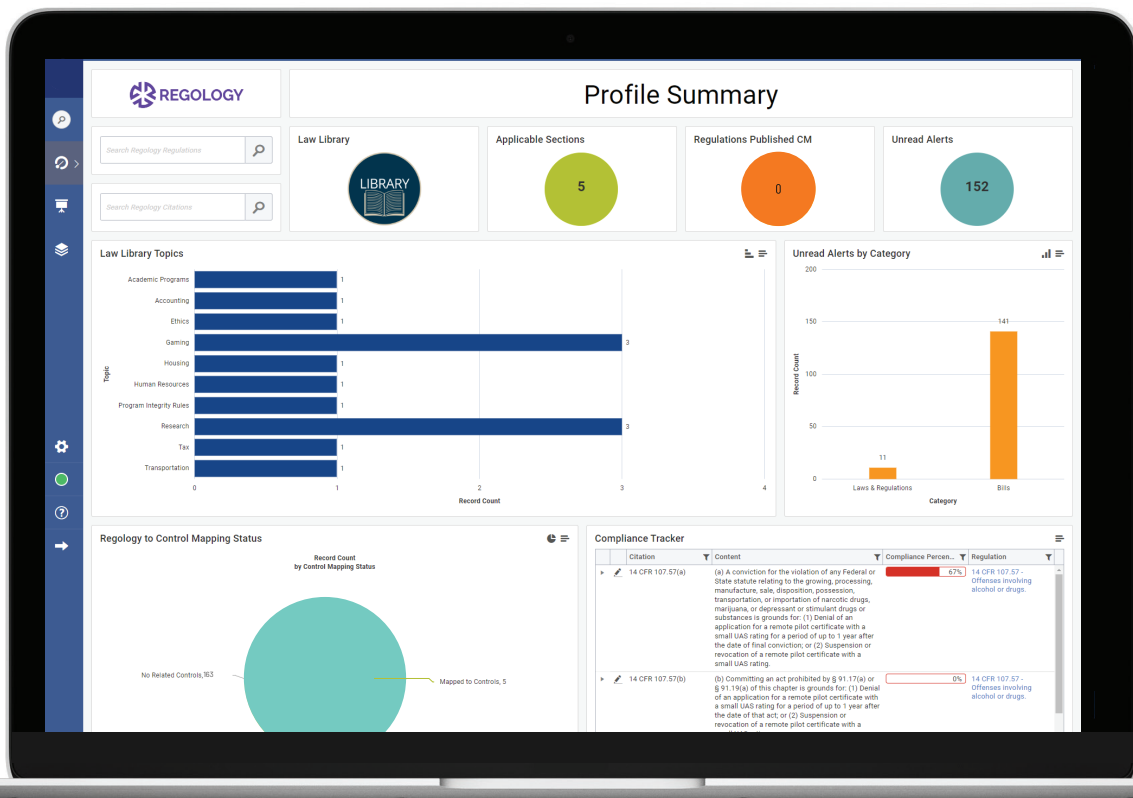 REGOLOGY
Profile Summary
Search Regology Regulations
Search Regology Citations
Law Library
LIBRARY
Applicable Sections
5
Regulations Published CM
0
Unread Alerts
152
Law Library Topics
Topic
Academic Programs
1
Accounting
1
Ethics
1
Gaming
3
Housing
1
Human Resources
1
Program Integrity Rules
1
Research
3
Tax
1
Transportation
1
0
1
2
3
4
Record Count
Unread Alerts by Category
Record Count
200
150
100
50
0
141
11
Laws & Regulations
Bills
Category
Regology to Control Mapping Status
Record Count
by Control Mapping Status
No Related Controls, 163
Mapped to Controls, 5
Compliance Tracker
Citation
Content
Compliance Percen...
Regulation
14 CFR 107.57(a)
(a) A conviction for the violation of any Federal or
State statute relating to the growing, processing,
manufacture, sale, disposition, possession,
transportation, or importation of narcotic drugs,
marijuana, or depressant or stimulant drugs or
substances is grounds for: (1) Denial of an
application for a remote pilot certificate with a
small UAS rating for a period of up to 1 year after
the date of final conviction; or (2) Suspension or
revocation of a remote pilot certificate with a
small UAS rating.
67%
14 CFR 107.57 -
Offenses involving
alcohol or drugs.
14 CFR 107.57(b)
(b) Committing an act prohibited by § 91.17(a) or
§ 91.19(a) of this chapter is grounds for: (1) Denial
of an application for a remote pilot certificate with
a small UAS rating for a period of up to 1 year after
the date of that act; or (2) Suspension or
revocation of a remote pilot certificate with a
0%
14 CFR 107.57 -
Offenses involving
alcohol or drugs.